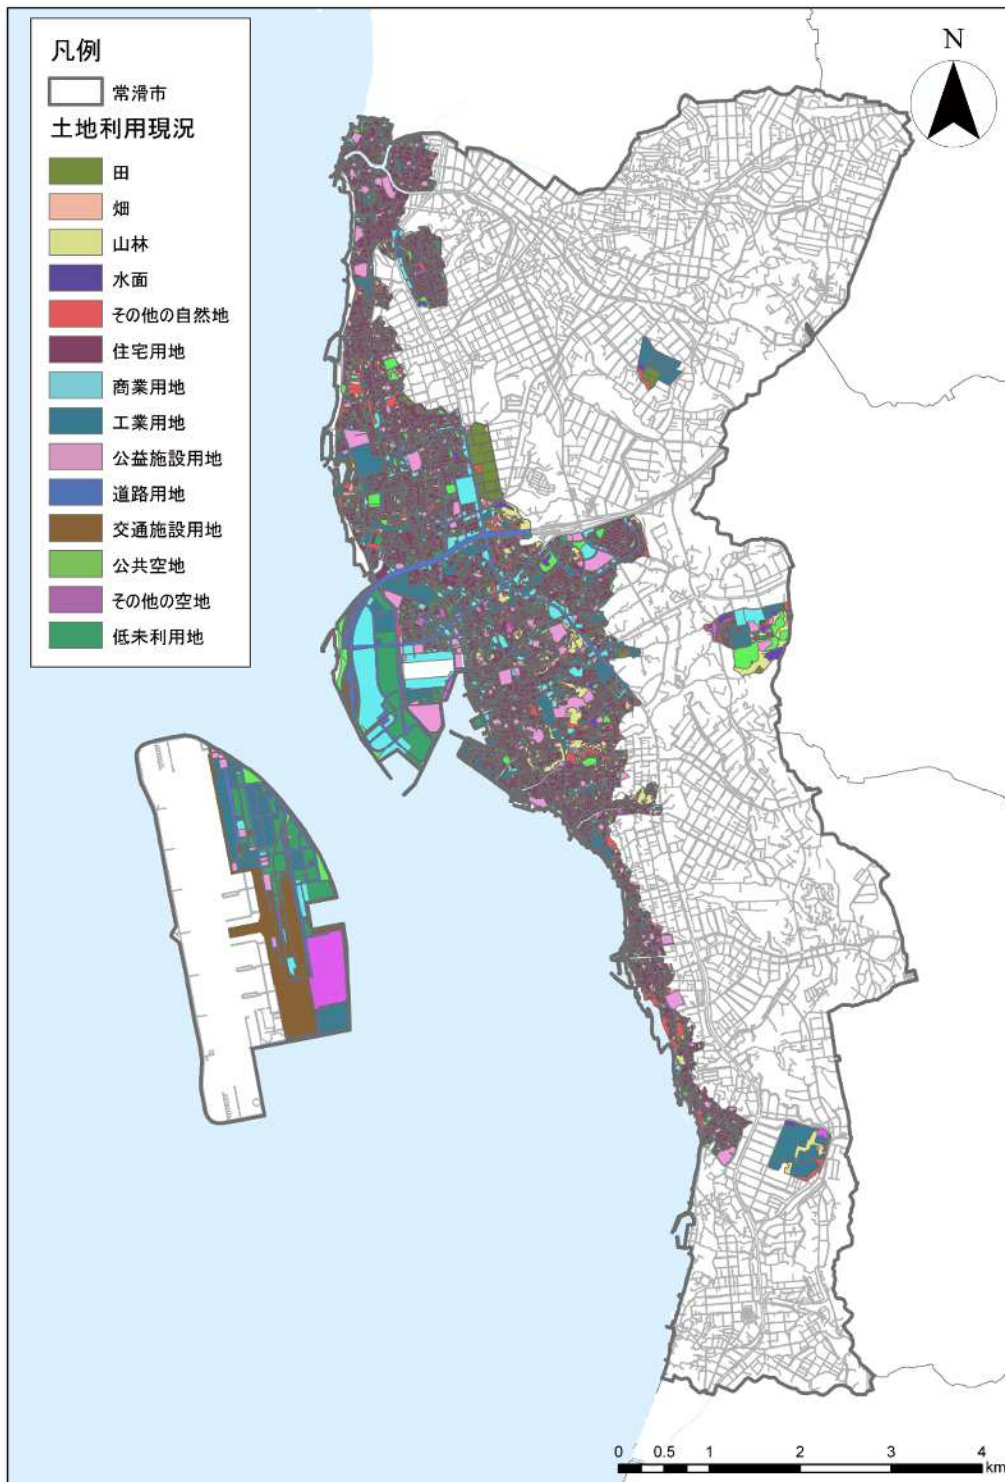 凡例
常滑市
土地利用現況
田
畑
山林
水面
その他の自然地
住宅用地
商業用地
工業用地
公益施設用地
道路用地
交通施設用地
公共空地
その他の空地
低未利用地
N
0 0.5 1 2 3 4
km